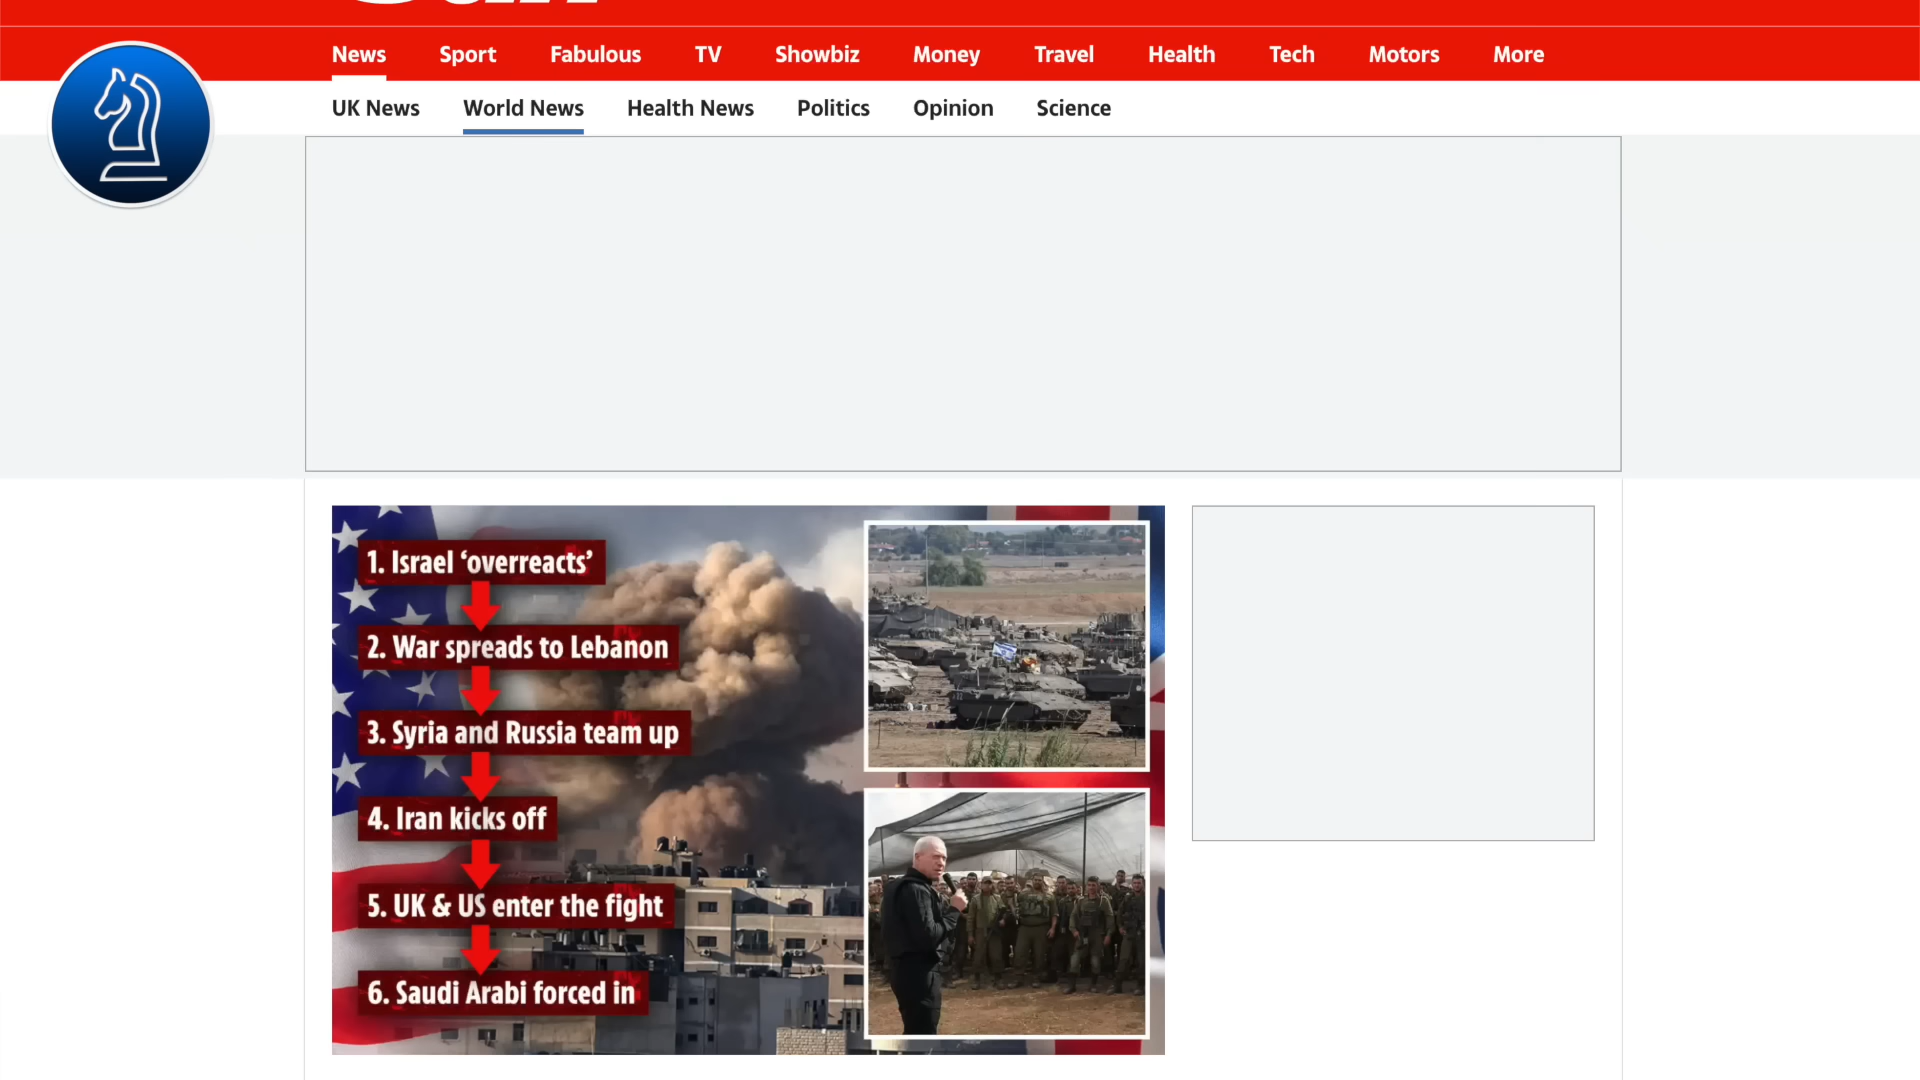 News Sport Fabulous TV Showbiz Money Travel Health Tech Motors More
UK News World News Health News Politics Opinion Science
1. Israel ‘overreacts’
2. War spreads to Lebanon
3. Syria and Russia team up
4. Iran kicks off
5. UK & US enter the fight
6. Saudi Arabi forced in